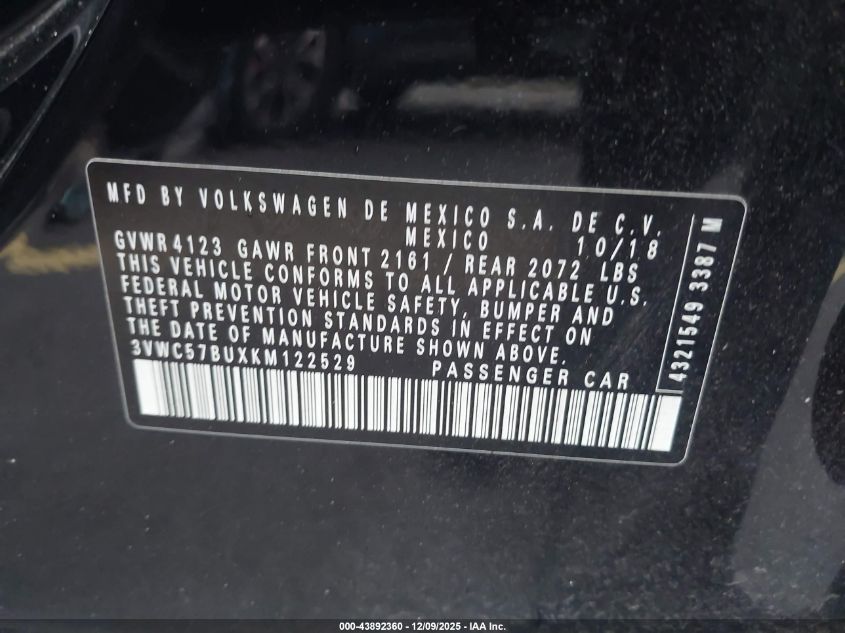 MFD BY VOLKSWAGEN DE MEXICO S.A. DE C.V.
MEXICO 10/18
GVWR 4123 GAWR FRONT 2161 / REAR 2072 LBS
THIS VEHICLE CONFORMS TO ALL APPLICABLE U.S.
FEDERAL MOTOR VEHICLE SAFETY, BUMPER AND
THEFT PREVENTION STANDARDS IN EFFECT ON
THE DATE OF MANUFACTURE SHOWN ABOVE.
3VWC57BUXKM122529 PASSENGER CAR
4321549 3387 M
000-43892360 - 12/09/2025 - IAA Inc.